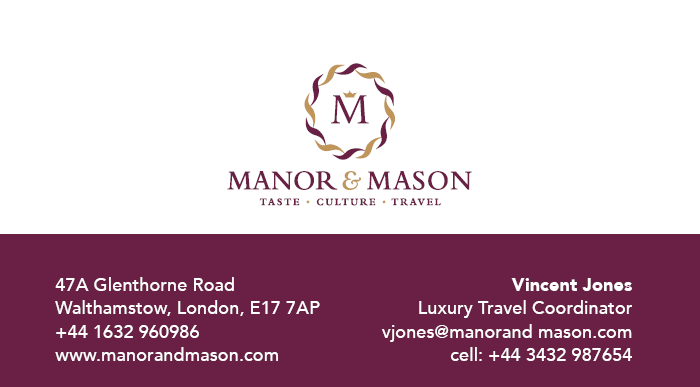 M
MANOR & MASON
TASTE • CULTURE • TRAVEL
47A Glenthorne Road
Walthamstow, London, E17 7AP
+44 1632 960986
www.manorandmason.com
Vincent Jones
Luxury Travel Coordinator
vjones@manorand mason.com
cell: +44 3432 987654